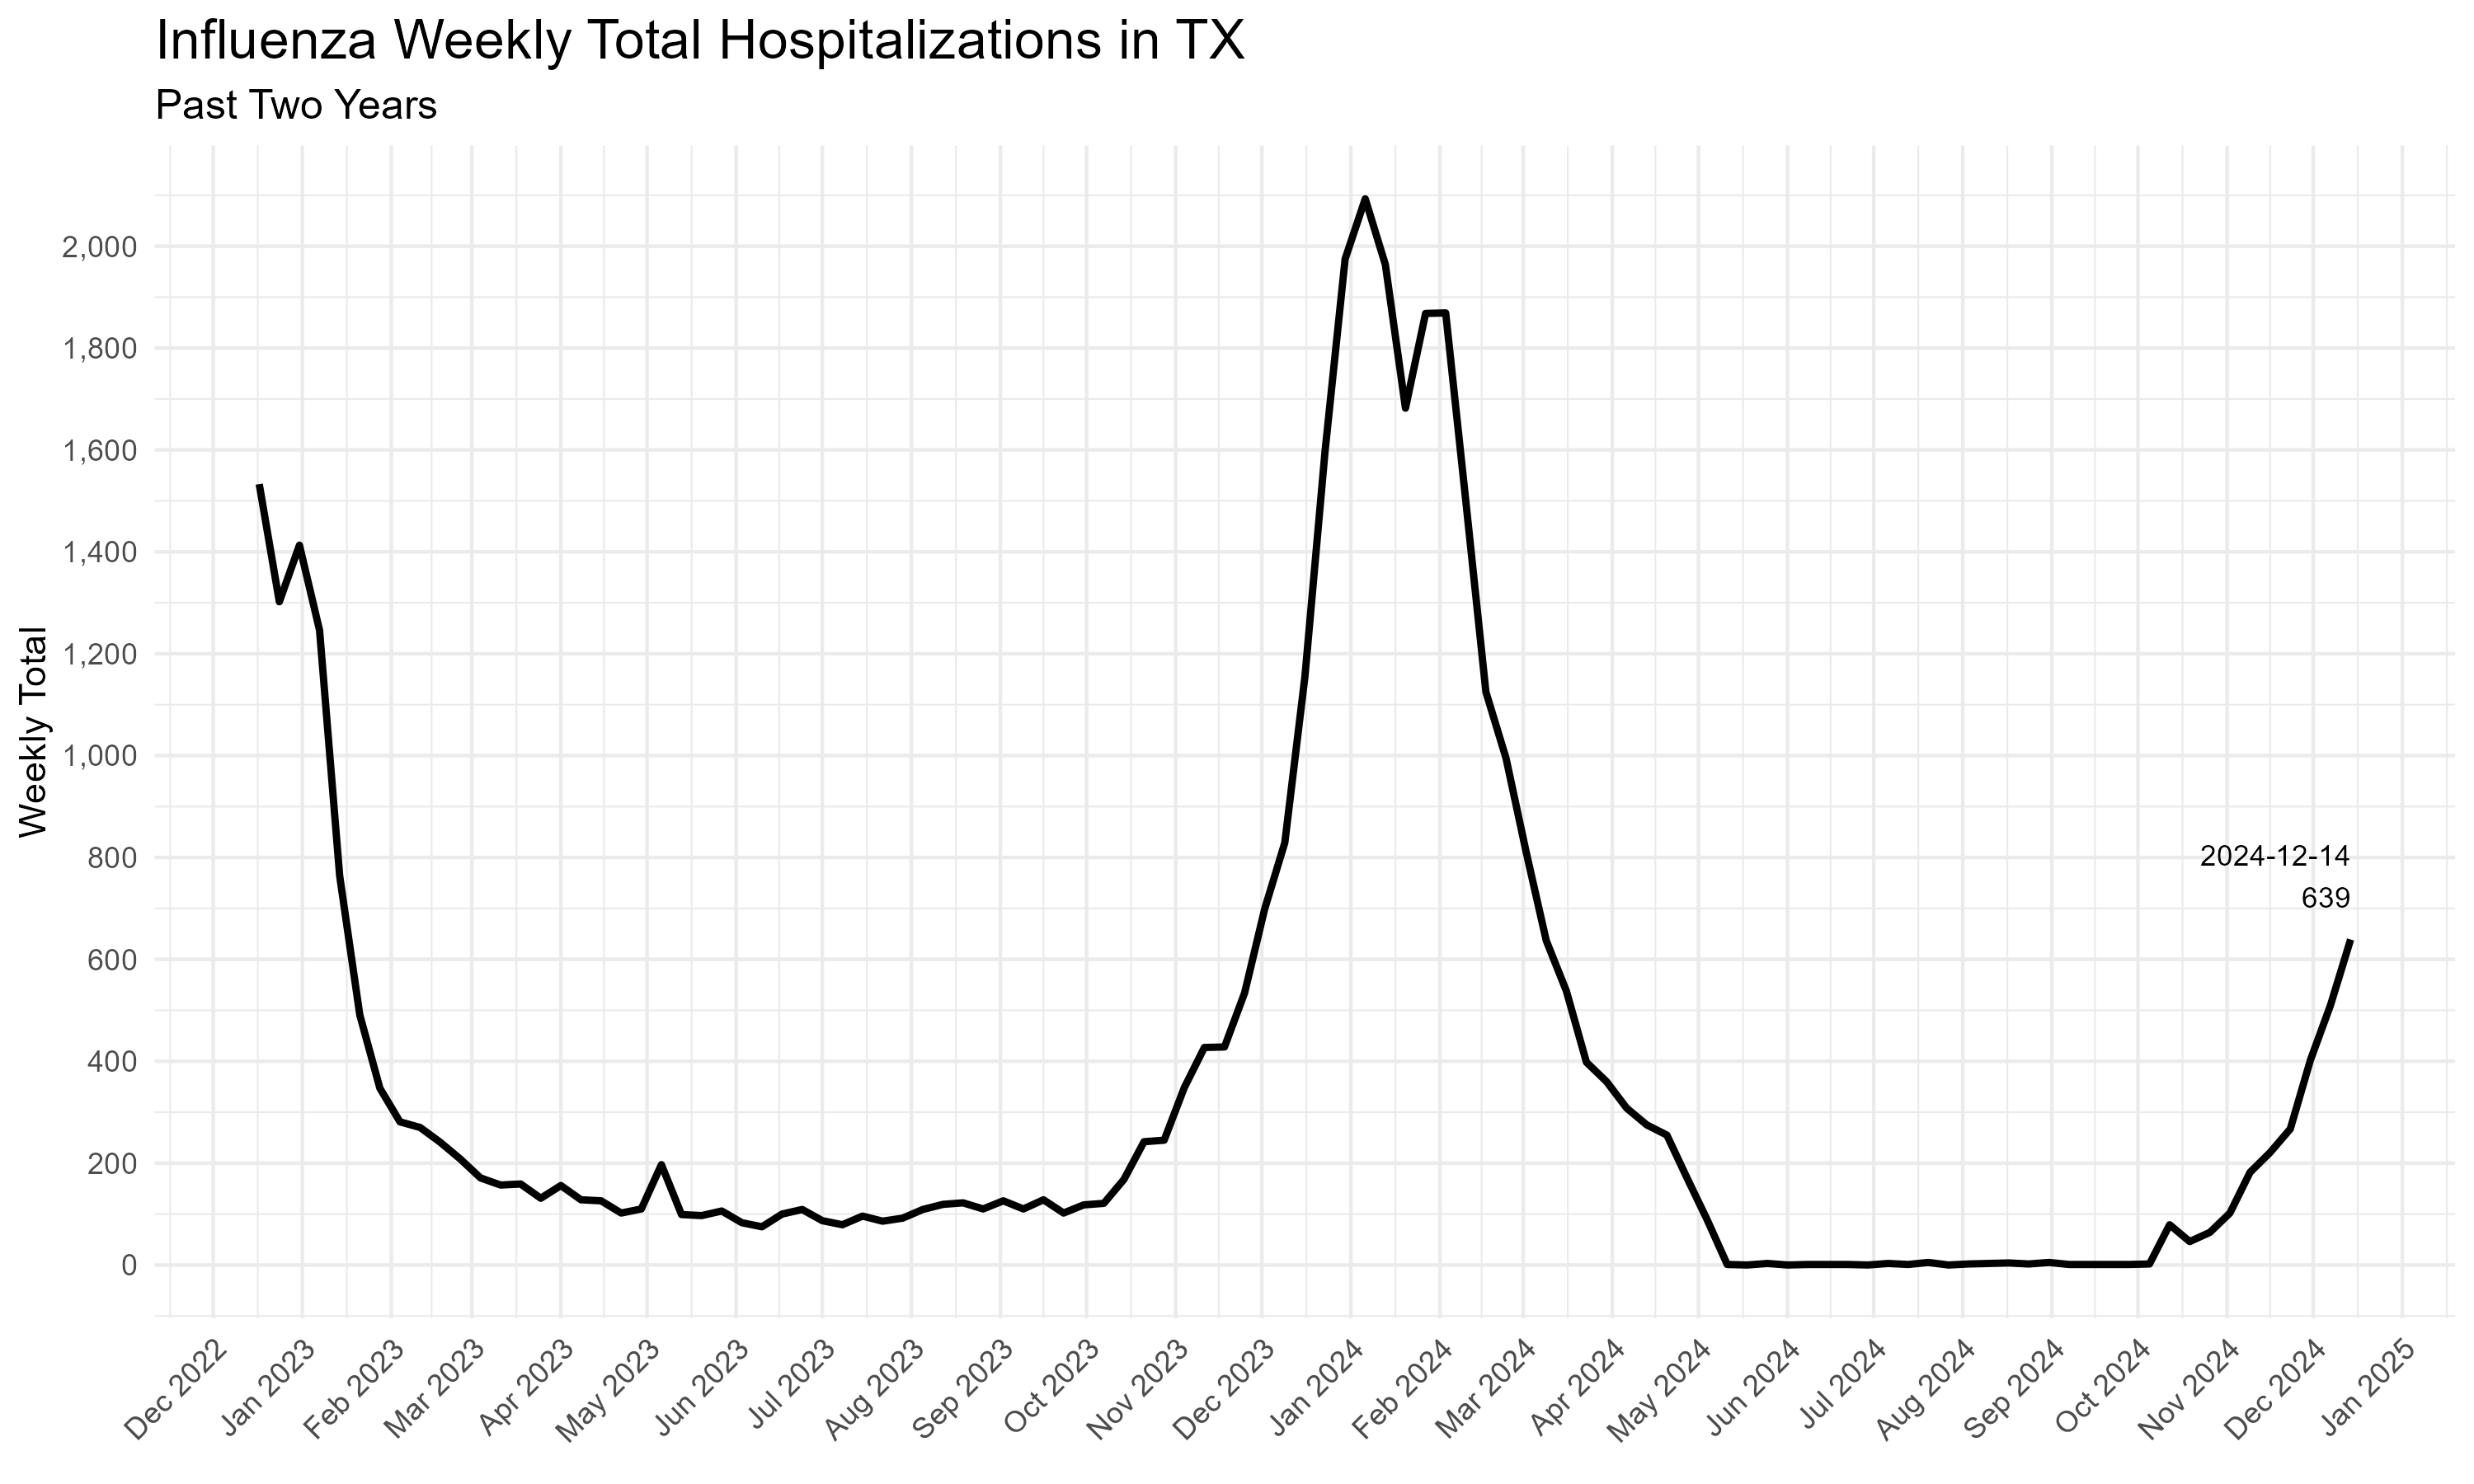 Influenza Weekly Total Hospitalizations in TX
Past Two Years
Weekly Total
2,000
1,800
1,600
1,400
1,200
1,000
800
600
400
200
0
2024-12-14
639
Dec 2022
Jan 2023
Feb 2023
Mar 2023
Apr 2023
May 2023
Jun 2023
Jul 2023
Aug 2023
Sep 2023
Oct 2023
Nov 2023
Dec 2023
Jan 2024
Feb 2024
Mar 2024
Apr 2024
May 2024
Jun 2024
Jul 2024
Aug 2024
Sep 2024
Oct 2024
Nov 2024
Dec 2024
Jan 2025